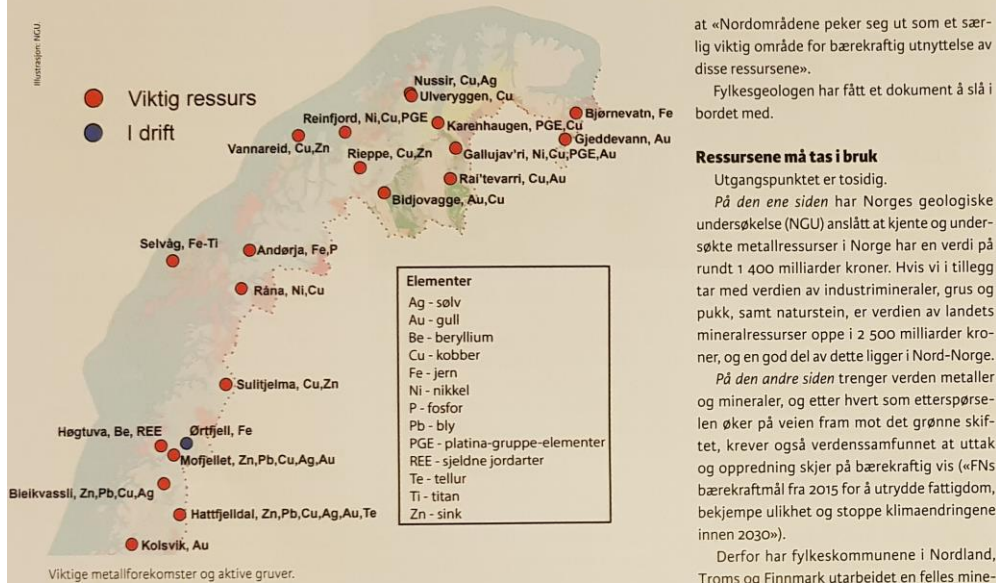 Illustrasjon: NGU.
Viktig ressurs
I drift
Nussir, Cu,Ag
Ulveryggen, Cu
Reinfjord, Ni,Cu,PGE
Karenhaugen, PGE,Cu
Bjørnevatn, Fe
Vannareid, Cu,Zn
Gjeddevann, Au
Rieppe, Cu,Zn
Gallujav'ri, Ni,Cu,PGE,Au
Rai'tevarri, Cu,Au
Bidjovagge, Au,Cu
Selvåg, Fe-Ti
Andørja, Fe,P
Råna, Ni,Cu
Sulitjelma, Cu,Zn
Høgtuva, Be, REE
Ørtfjell, Fe
Mofjellet, Zn,Pb,Cu,Ag,Au
Bleikvassli, Zn,Pb,Cu,Ag
Hattfjelldal, Zn,Pb,Cu,Ag,Au,Te
Kolsvik, Au
Elementer
Ag - sølv
Au - gull
Be - beryllium
Cu - kobber
Fe - jern
Ni - nikkel
P - fosfor
Pb - bly
PGE - platina-gruppe-elementer
REE - sjeldne jordarter
Te - tellur
Ti - titan
Zn - sink
Viktige metallforekomster og aktive gruver.
at «Nordområdene peker seg ut som et sær-
lig viktig område for bærekraftig utnyttelse av
disse ressursene».
Fylkesgeologen har fått et dokument å slå i
bordet med.
Ressursene må tas i bruk
Utgangspunktet er tosidig.
På den ene siden har Norges geologiske
undersøkelse (NGU) anslått at kjente og under-
søkte metallressurser i Norge har en verdi på
rundt 1 400 milliarder kroner. Hvis vi i tillegg
tar med verdien av industrimineraler, grus og
pukk, samt naturstein, er verdien av landets
mineralressurser oppe i 2 500 milliarder kro-
ner, og en god del av dette ligger i Nord-Norge.
På den andre siden trenger verden metaller
og mineraler, og etter hvert som etterspørse-
len øker på veien fram mot det grønne skif-
tet, krever også verdenssamfunnet at uttak
og oppredning skjer på bærekraftig vis («FNs
bærekraftmål fra 2015 for å utrydde fattigdom,
bekjempe ulikhet og stoppe klimaendringene
innen 2030»).
Derfor har fylkeskommunene i Nordland,
Troms og Finnmark utarbeidet en felles mine-